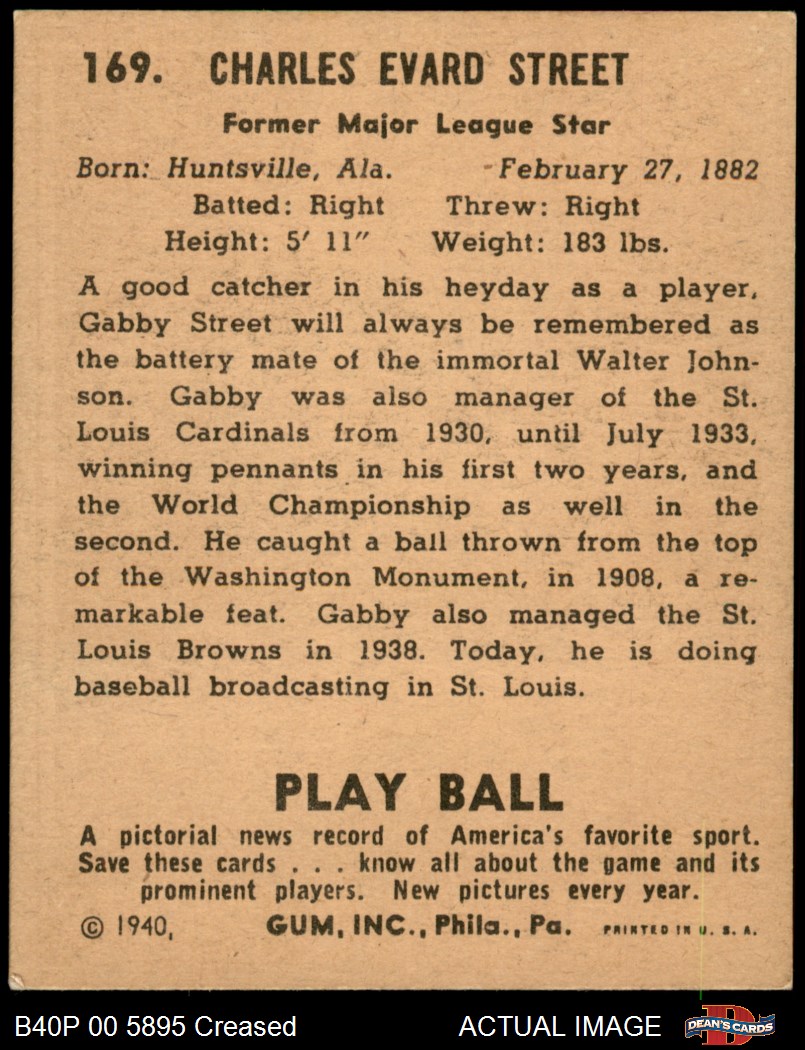 169. CHARLES EVARD STREET
Former Major League Star
Born: Huntsville, Ala. February 27, 1882
Batted: Right Threw: Right
Height: 5' 11" Weight: 183 lbs.
A good catcher in his heyday as a player,
Gabby Street will always be remembered as
the battery mate of the immortal Walter John-
son. Gabby was also manager of the St.
Louis Cardinals from 1930, until July 1933,
winning pennants in his first two years, and
the World Championship as well in the
second. He caught a ball thrown from the top
of the Washington Monument, in 1908, a re-
markable feat. Gabby also managed the St.
Louis Browns in 1938. Today, he is doing
baseball broadcasting in St. Louis.
PLAY BALL
A pictorial news record of America's favorite sport.
Save these cards . . . know all about the game and its
prominent players. New pictures every year.
© 1940, GUM, INC., Phila., Pa. PRINTED IN U. S. A.
B40P 00 5895 Creased ACTUAL IMAGE D DEAN'S CARDS